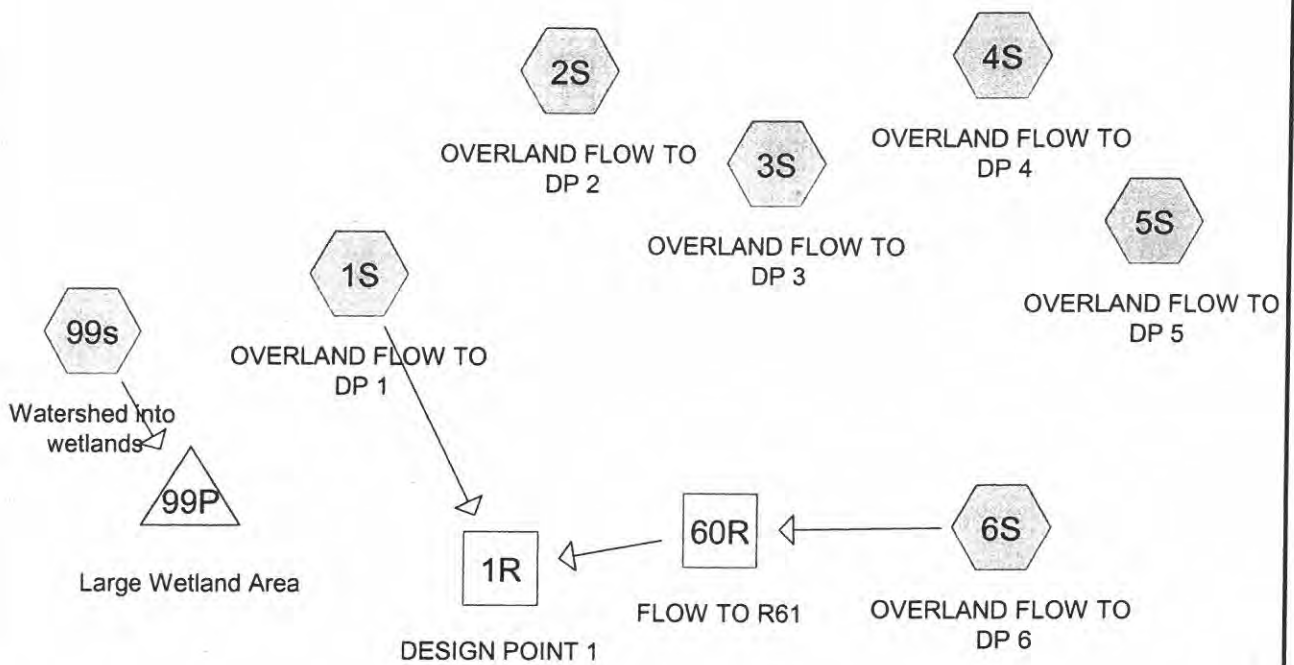 2S
OVERLAND FLOW TO
DP 2
4S
OVERLAND FLOW TO
DP 4
3S
OVERLAND FLOW TO
DP 3
5S
OVERLAND FLOW TO
DP 5
1S
OVERLAND FLOW TO
DP 1
99s
Watershed into
wetlands
99P
Large Wetland Area
1R
DESIGN POINT 1
60R
FLOW TO R61
6S
OVERLAND FLOW TO
DP 6